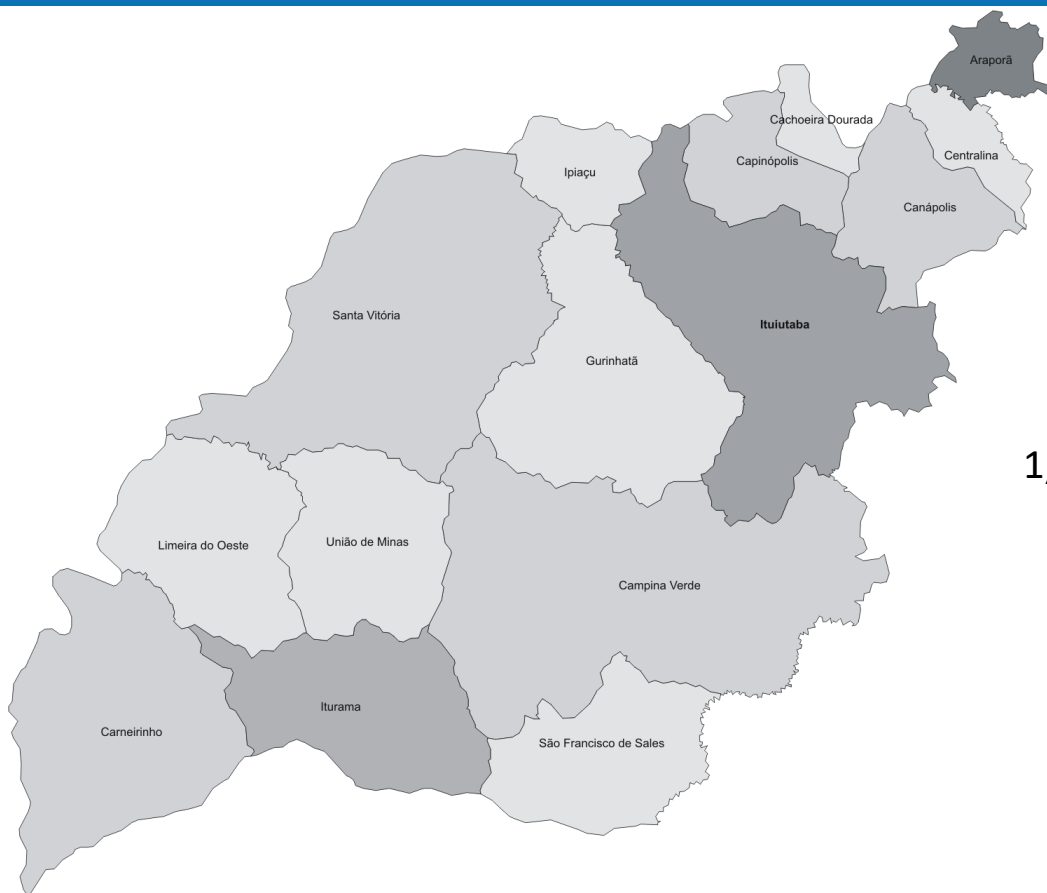 Araporã
Cachoeira Dourada
Centralina
Capinópolis
Ipiaçu
Canápolis
Santa Vitória
Ituiutaba
Gurinhatã
1,
Limeira do Oeste
União de Minas
Campina Verde
Iturama
Carneirinho
São Francisco de Sales